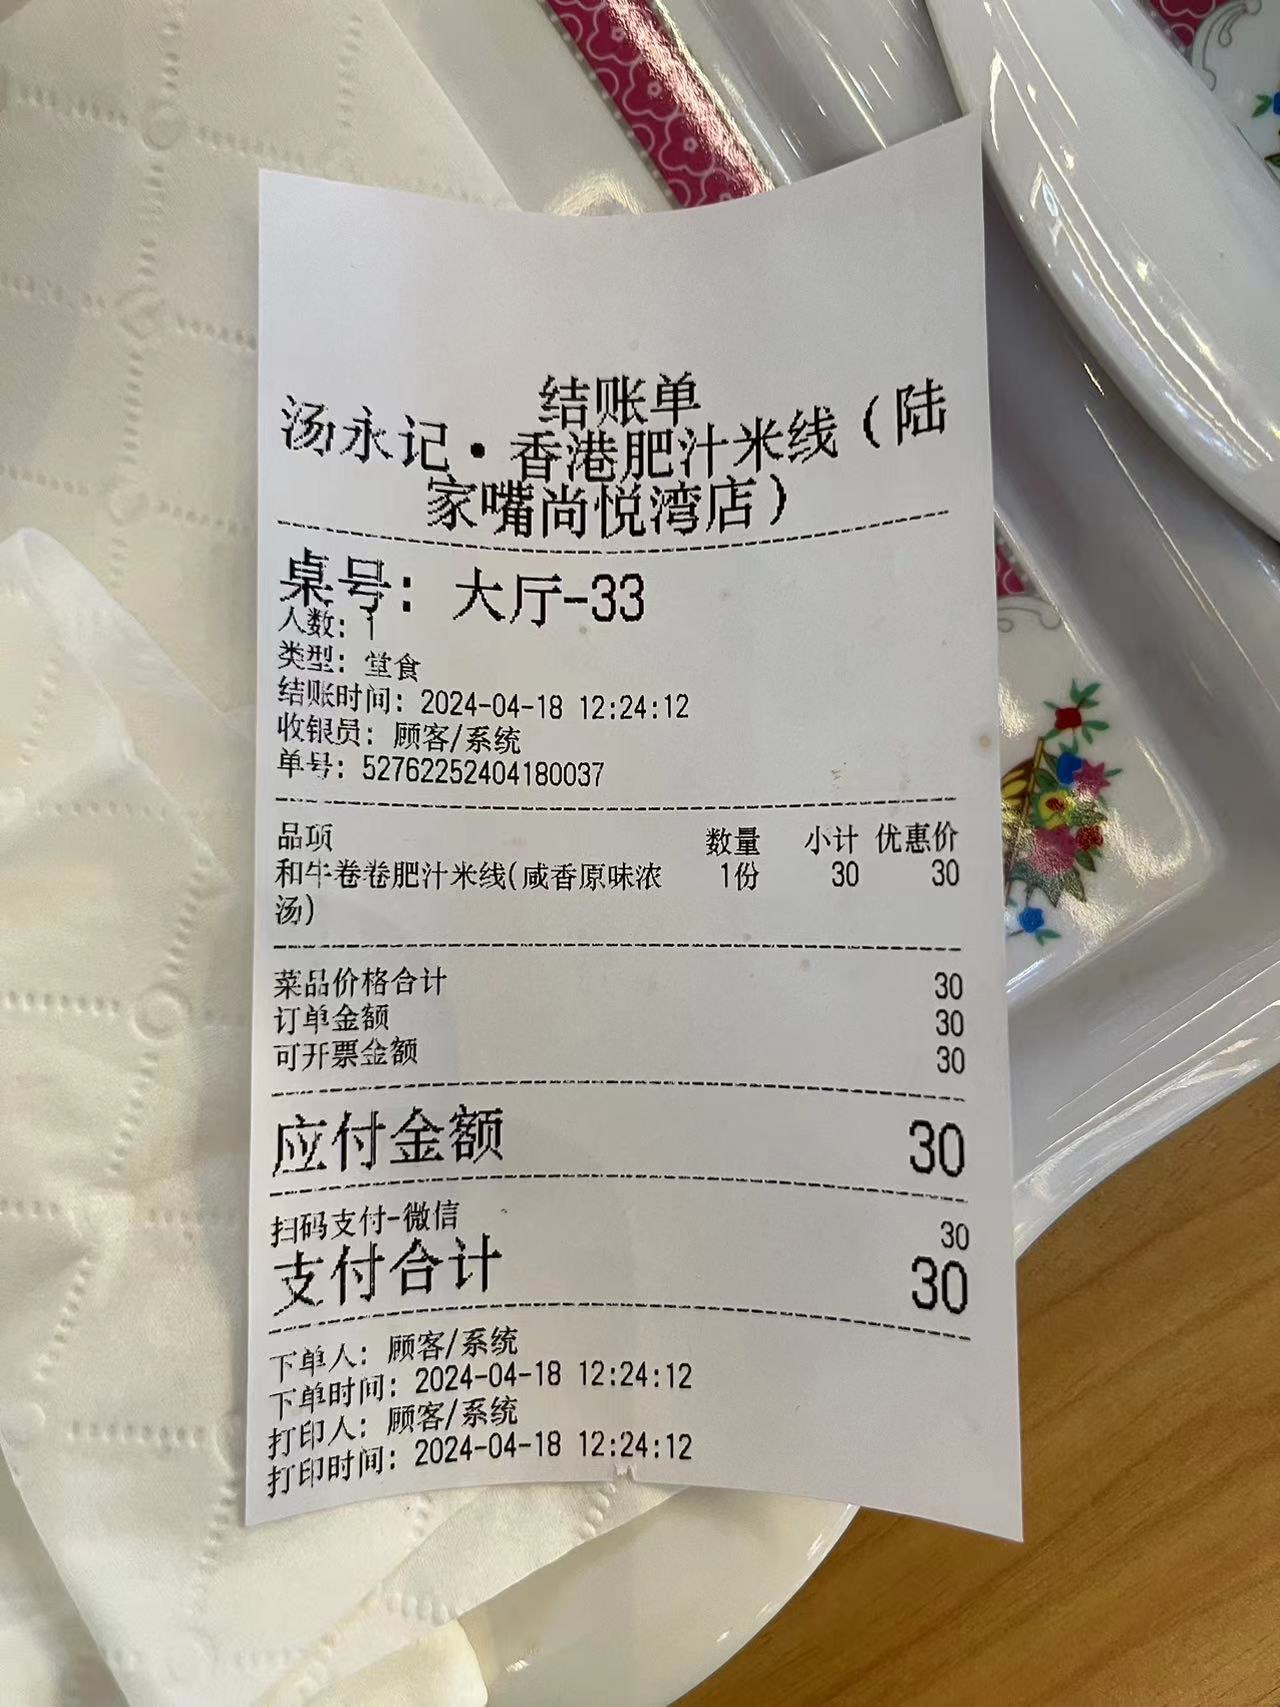 结账单
汤永记·香港肥汁米线(陆
家嘴尚悦湾店)
桌号: 大厅-33
人数: 1
类型: 堂食
结账时间: 2024-04-18 12:24:12
收银员: 顾客/系统
单号: 52762252404180037
品项 数量 小计 优惠价
和牛卷卷肥汁米线(咸香原味浓 1份 30 30
汤)
菜品价格合计 30
订单金额 30
可开票金额 30
应付金额 30
扫码支付-微信 30
支付合计 30
下单人: 顾客/系统
下单时间: 2024-04-18 12:24:12
打印人: 顾客/系统
打印时间: 2024-04-18 12:24:12